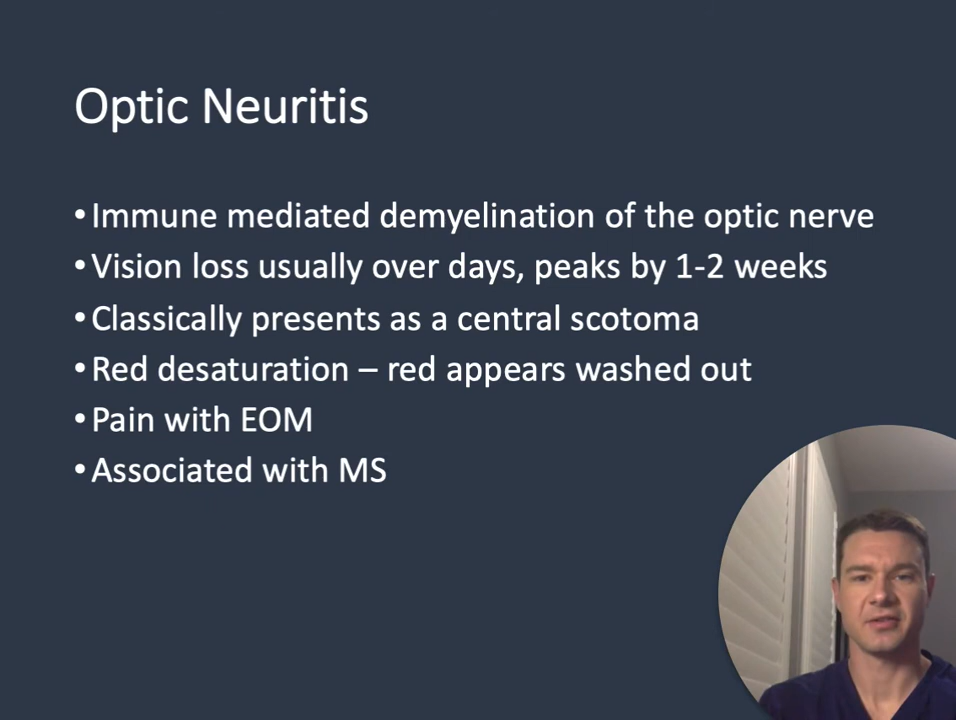 Optic Neuritis
•Immune mediated demyelination of the optic nerve
•Vision loss usually over days, peaks by 1-2 weeks
•Classically presents as a central scotoma
•Red desaturation – red appears washed out
•Pain with EOM
•Associated with MS